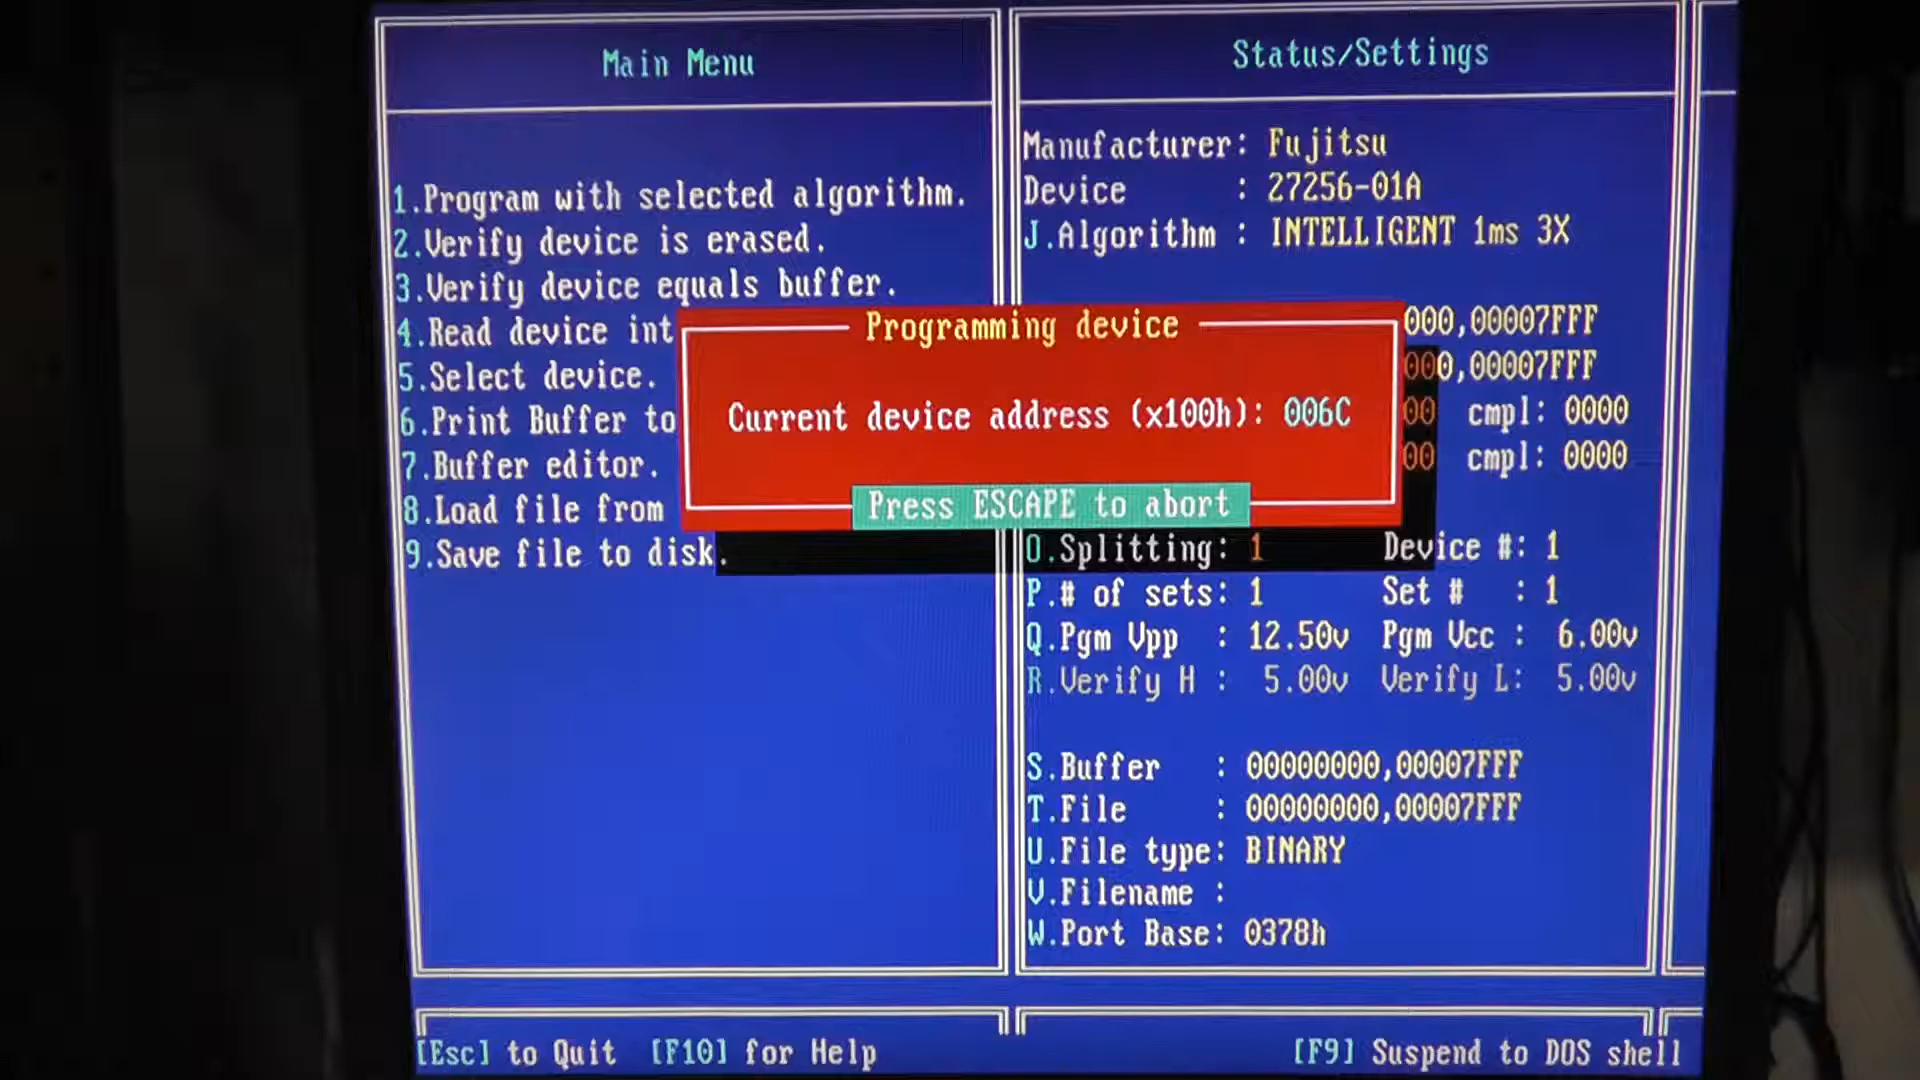 Main Menu
1.Program with selected algorithm.
2.Verify device is erased.
3.Verify device equals buffer.
4.Read device int
5.Select device.
6.Print Buffer to
7.Buffer editor.
8.Load file from
9.Save file to disk.
Programming device
Current device address (x100h): 006C
Press ESCAPE to abort
Status/Settings
Manufacturer: Fujitsu
Device : 27256-01A
J.Algorithm : INTELLIGENT 1ms 3X
000,00007FFF
000,00007FFF
00 cmpl: 0000
00 cmpl: 0000
O.Splitting: 1 Device #: 1
P.# of sets: 1 Set # : 1
Q.Pgm Vpp : 12.50v Pgm Vcc : 6.00v
R.Verify H : 5.00v Verify L: 5.00v
S.Buffer : 00000000,00007FFF
T.File : 00000000,00007FFF
U.File type: BINARY
V.Filename :
W.Port Base: 0378h
[Esc] to Quit [F10] for Help
[F9] Suspend to DOS shell